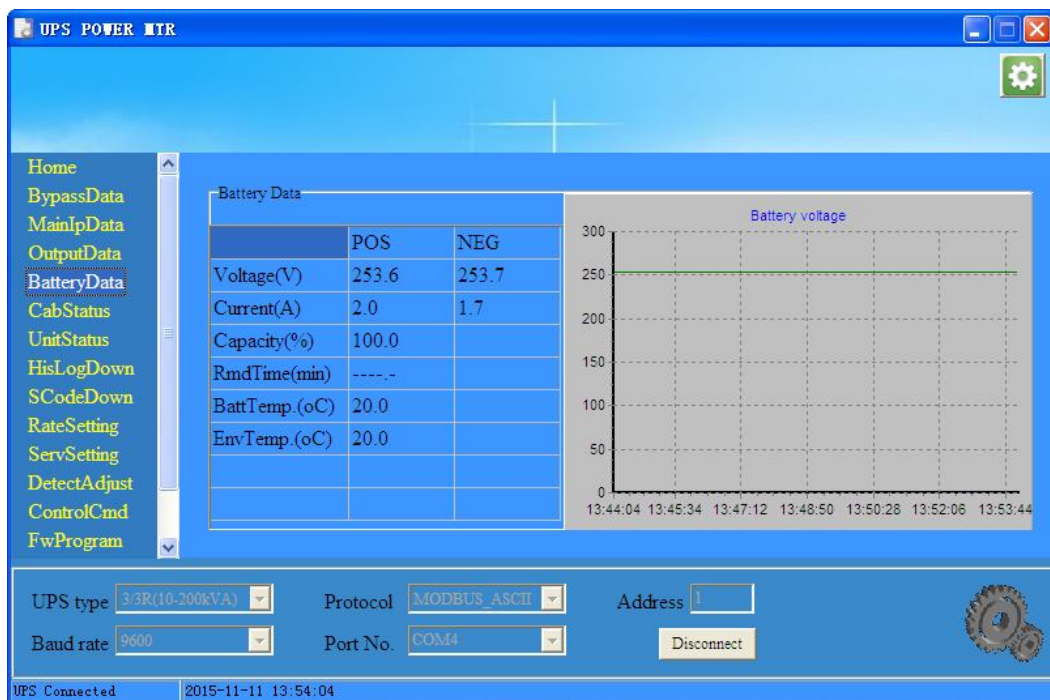 UPS POWER MTR
Home
BypassData
MainIpData
OutputData
BatteryData
CabStatus
UnitStatus
HisLogDown
SCodeDown
RateSetting
ServSetting
DetectAdjust
ControlCmd
FwProgram
Battery Data
POS NEG
Voltage(V) 253.6 253.7
Current(A) 2.0 1.7
Capacity(%) 100.0
RmdTime(min) ----.-
BattTemp.(oC) 20.0
EnvTemp.(oC) 20.0
Battery voltage
300
250
200
150
100
50
0
13:44:04 13:45:34 13:47:12 13:48:50 13:50:28 13:52:06 13:53:44
UPS type 3/3R(10-200kVA) Protocol MODBUS_ASCII Address 1
Baud rate 9600 Port No. COM4 Disconnect
UPS Connected 2015-11-11 13:54:04